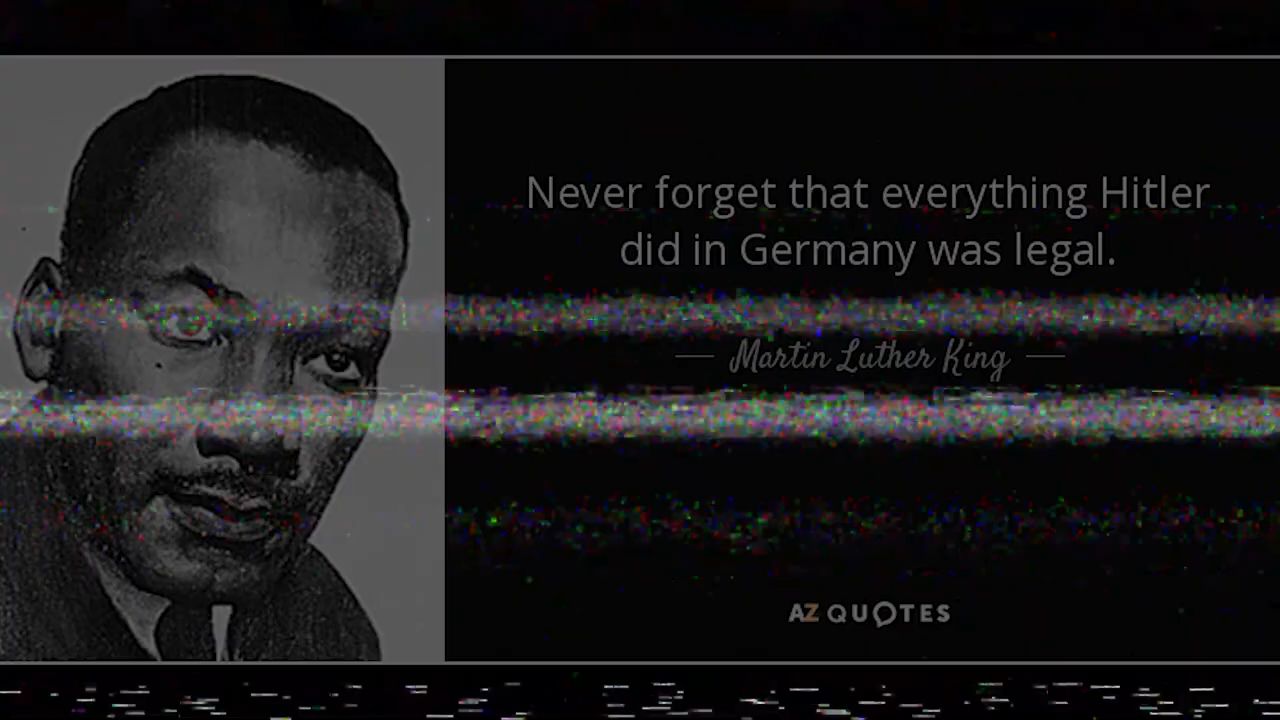 Never forget that everything Hitler
did in Germany was legal.
Martin Luther King
AZ QUOTES